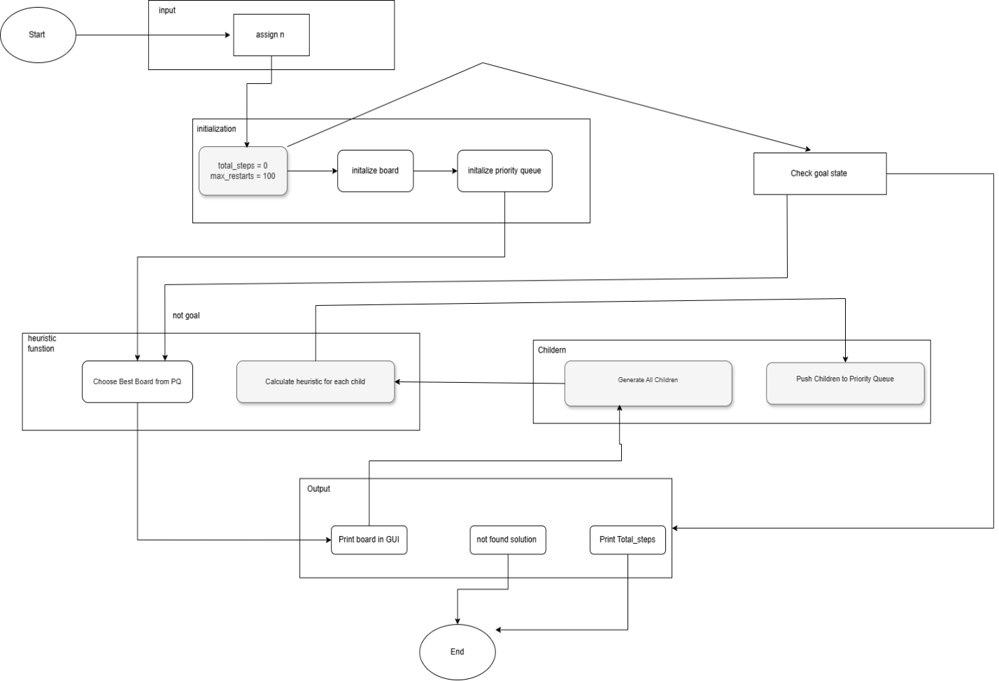 input
Start
assign n
initialization
total_steps = 0
max_restarts = 100
initalize board
initalize priority queue
Check goal state
not goal
heuristic
funstion
Choose Best Board from PQ
Calculate heuristic for each child
Childern
Generate All Children
Push Children to Priority Queue
Output
Print board in GUI
not found solution
Print Total_steps
End